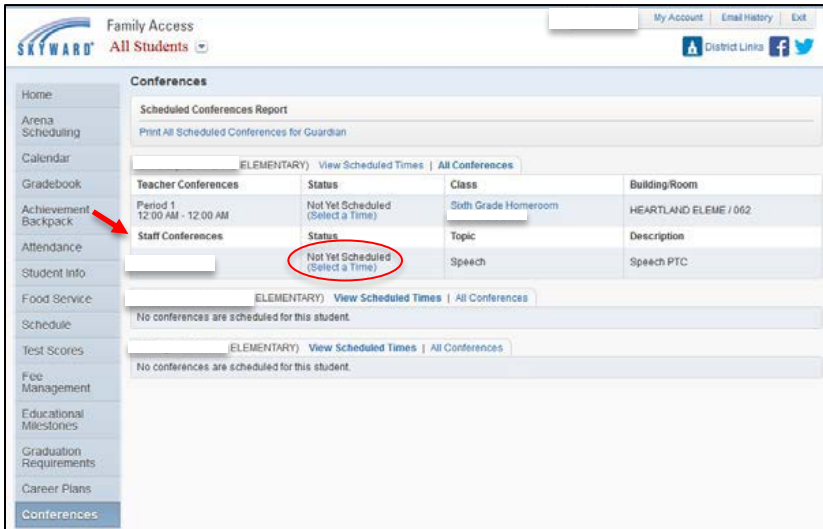 My Account | Email History | Exit
SKYWARD
Family Access
All Students
District Links
Home
Arena
Scheduling
Calendar
Gradebook
Achievement
Backpack
Attendance
Student Info
Food Service
Schedule
Test Scores
Fee
Management
Educational
Milestones
Graduation
Requirements
Career Plans
Conferences
Conferences
Scheduled Conferences Report
Print All Scheduled Conferences for Guardian
ELEMENTARY) View Scheduled Times | All Conferences
Teacher Conferences Status Class Building/Room
Period 1 Not Yet Scheduled Sixth Grade Homeroom HEARTLAND ELEME / 062
12:00 AM - 12:00 AM (Select a Time)
Staff Conferences Status Topic Description
Not Yet Scheduled Speech Speech PTC
(Select a Time)
ELEMENTARY) View Scheduled Times | All Conferences
No conferences are scheduled for this student.
ELEMENTARY) View Scheduled Times | All Conferences
No conferences are scheduled for this student.